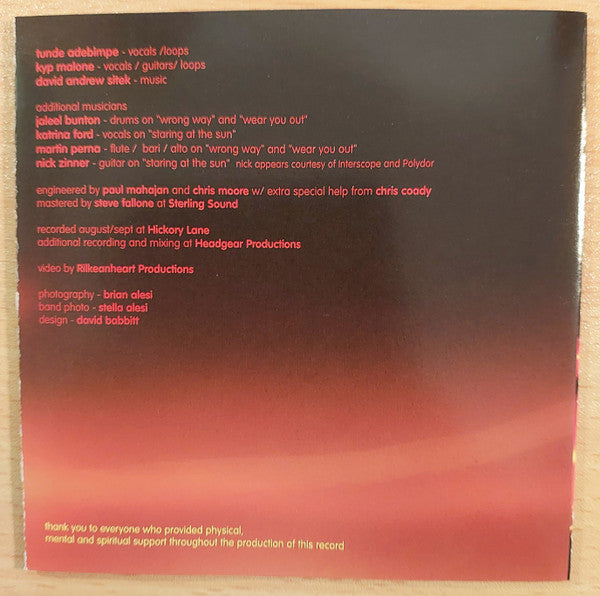 tunde adebimpe - vocals /loops
kyp malone - vocals / guitars/ loops
david andrew sitek - music
additional musicians
jaleel bunton - drums on "wrong way" and "wear you out"
katrina ford - vocals on "staring at the sun"
martin perna - flute / bari / alto on "wrong way" and "wear you out"
nick zinner - guitar on "staring at the sun" nick appears courtesy of Interscope and Polydor
engineered by paul mahajan and chris moore w/ extra special help from chris coady
mastered by steve fallone at Sterling Sound
recorded august/sept at Hickory Lane
additional recording and mixing at Headgear Productions
video by Rilkeanheart Productions
photography - brian alesi
band photo - stella alesi
design - david babbitt
thank you to everyone who provided physical,
mental and spiritual support throughout the production of this record